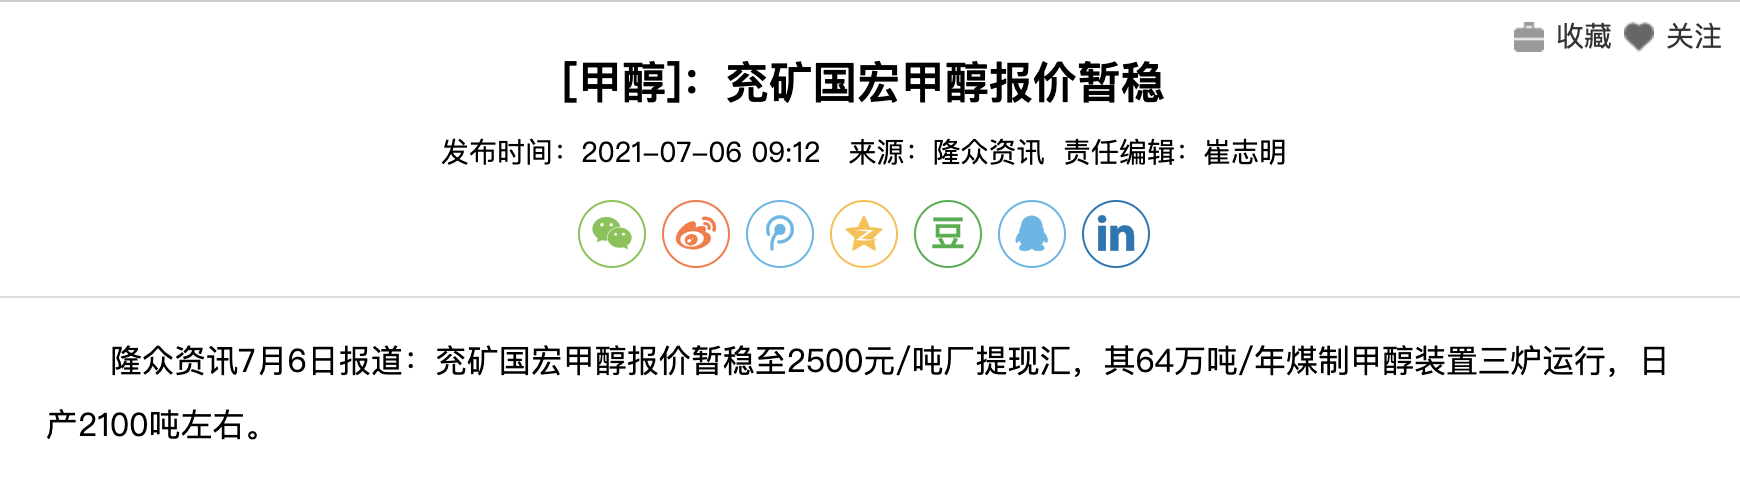 收藏 关注
[甲醇]：兖矿国宏甲醇报价暂稳
发布时间：2021-07-06 09:12 来源：隆众资讯 责任编辑：崔志明
豆 in
隆众资讯7月6日报道：兖矿国宏甲醇报价暂稳至2500元/吨厂提现汇，其64万吨/年煤制甲醇装置三炉运行，日
产2100吨左右。